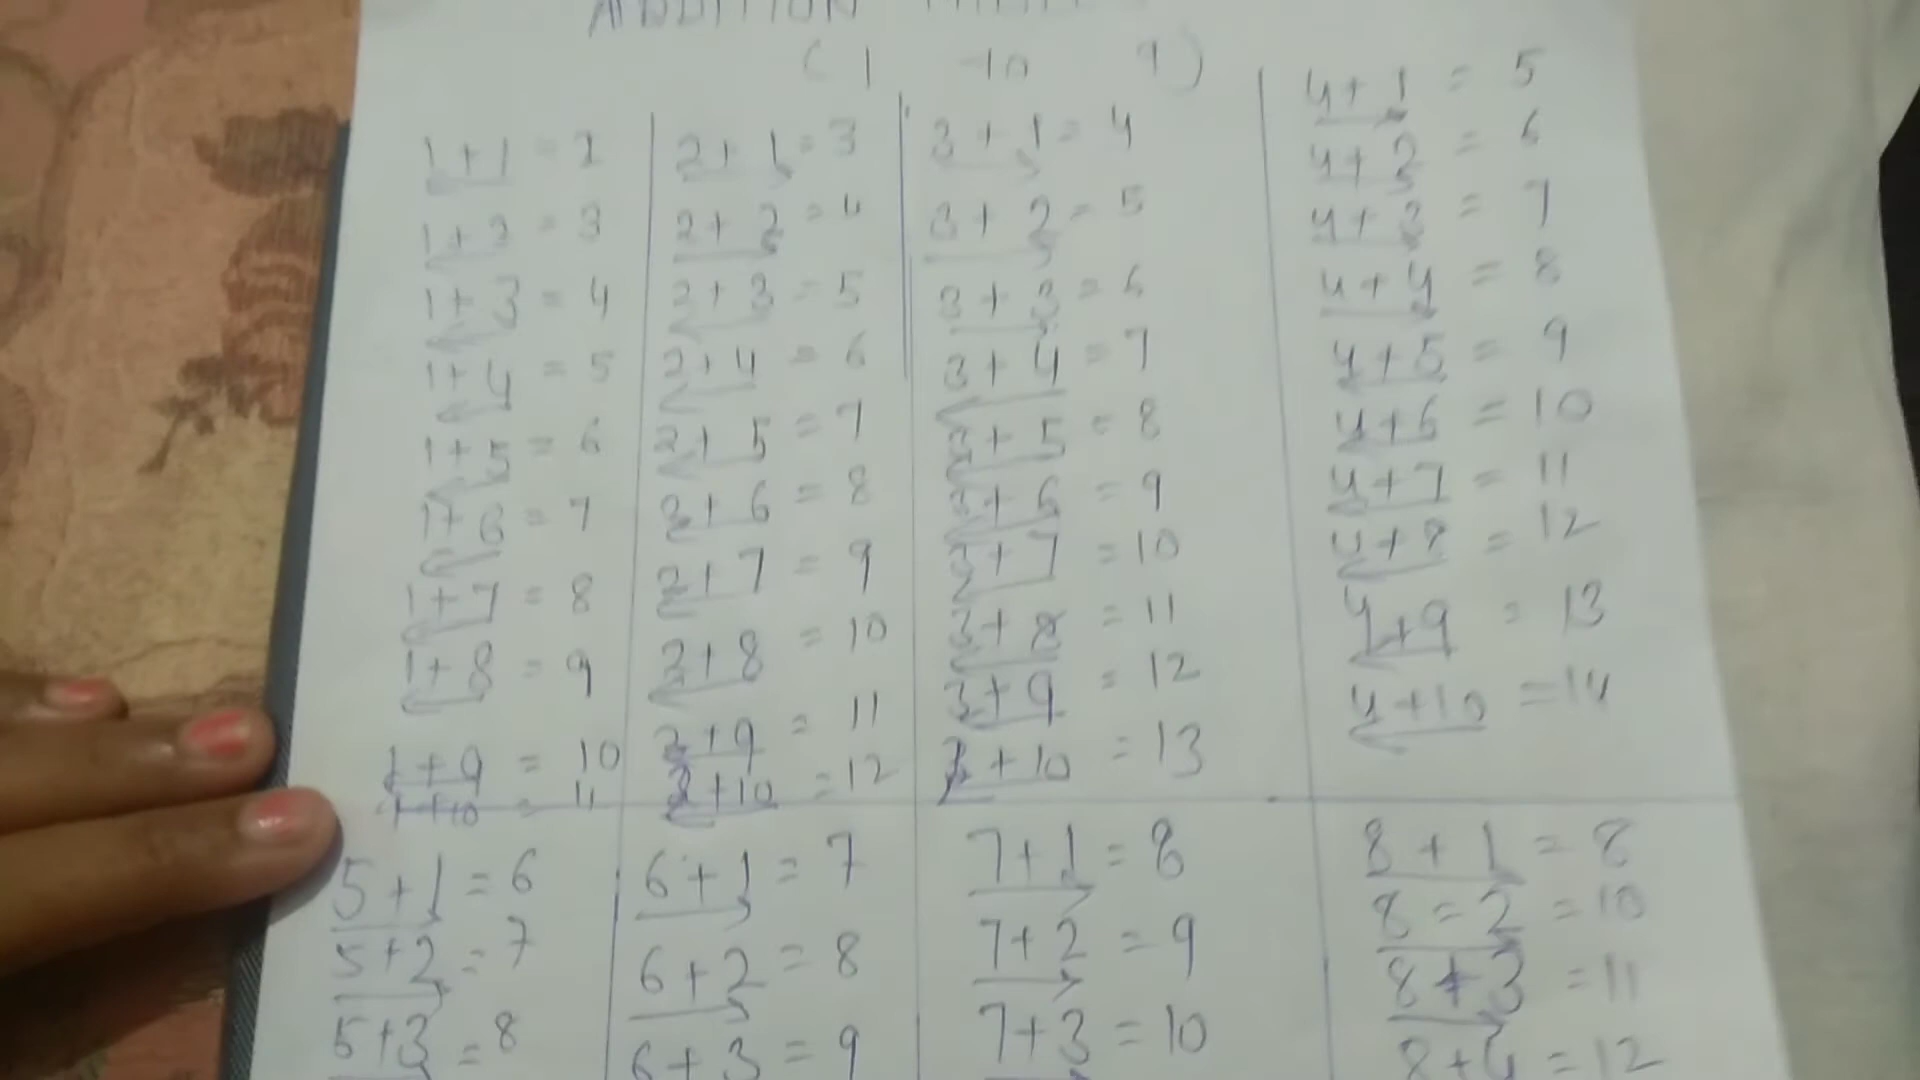 ADDITION
( 1 -10 9 )
1+1 = 2
1+2 = 3
1+3 = 4
1+4 = 5
1+5 = 6
1+6 = 7
1+7 = 8
1+8 = 9
1+9 = 10
1+10 = 11
2+1 = 3
2+2 = 4
2+3 = 5
2+4 = 6
2+5 = 7
2+6 = 8
2+7 = 9
2+8 = 10
2+9 = 11
2+10 = 12
3+1 = 4
3+2 = 5
3+3 = 6
3+4 = 7
3+5 = 8
3+6 = 9
3+7 = 10
3+8 = 11
3+9 = 12
3+10 = 13
4+1 = 5
4+2 = 6
4+3 = 7
4+4 = 8
4+5 = 9
4+6 = 10
4+7 = 11
4+8 = 12
4+9 = 13
4+10 = 14
5+1 = 6
5+2 = 7
5+3 = 8
6+1 = 7
6+2 = 8
6+3 = 9
7+1 = 8
7+2 = 9
7+3 = 10
8+1 = 8
8=2 = 10
8+3 = 11
8+4 = 12